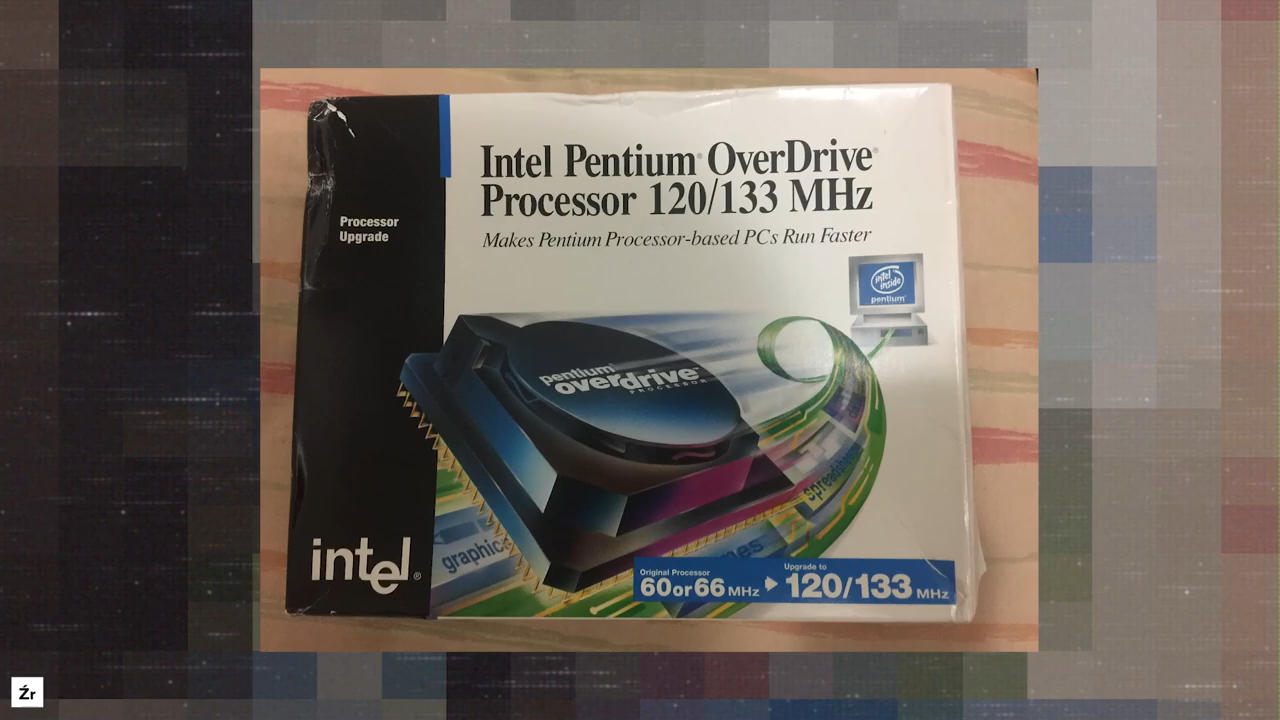 Intel Pentium® OverDrive®
Processor 120/133 MHz
Makes Pentium Processor-based PCs Run Faster
Processor
Upgrade
intel
inside
pentium®
pentium®
overdrive™
PROCESSOR
spreadsheets
graphics
intel®
Original Processor
60 or 66 MHz
Upgrade to
120/133 MHz
Źr